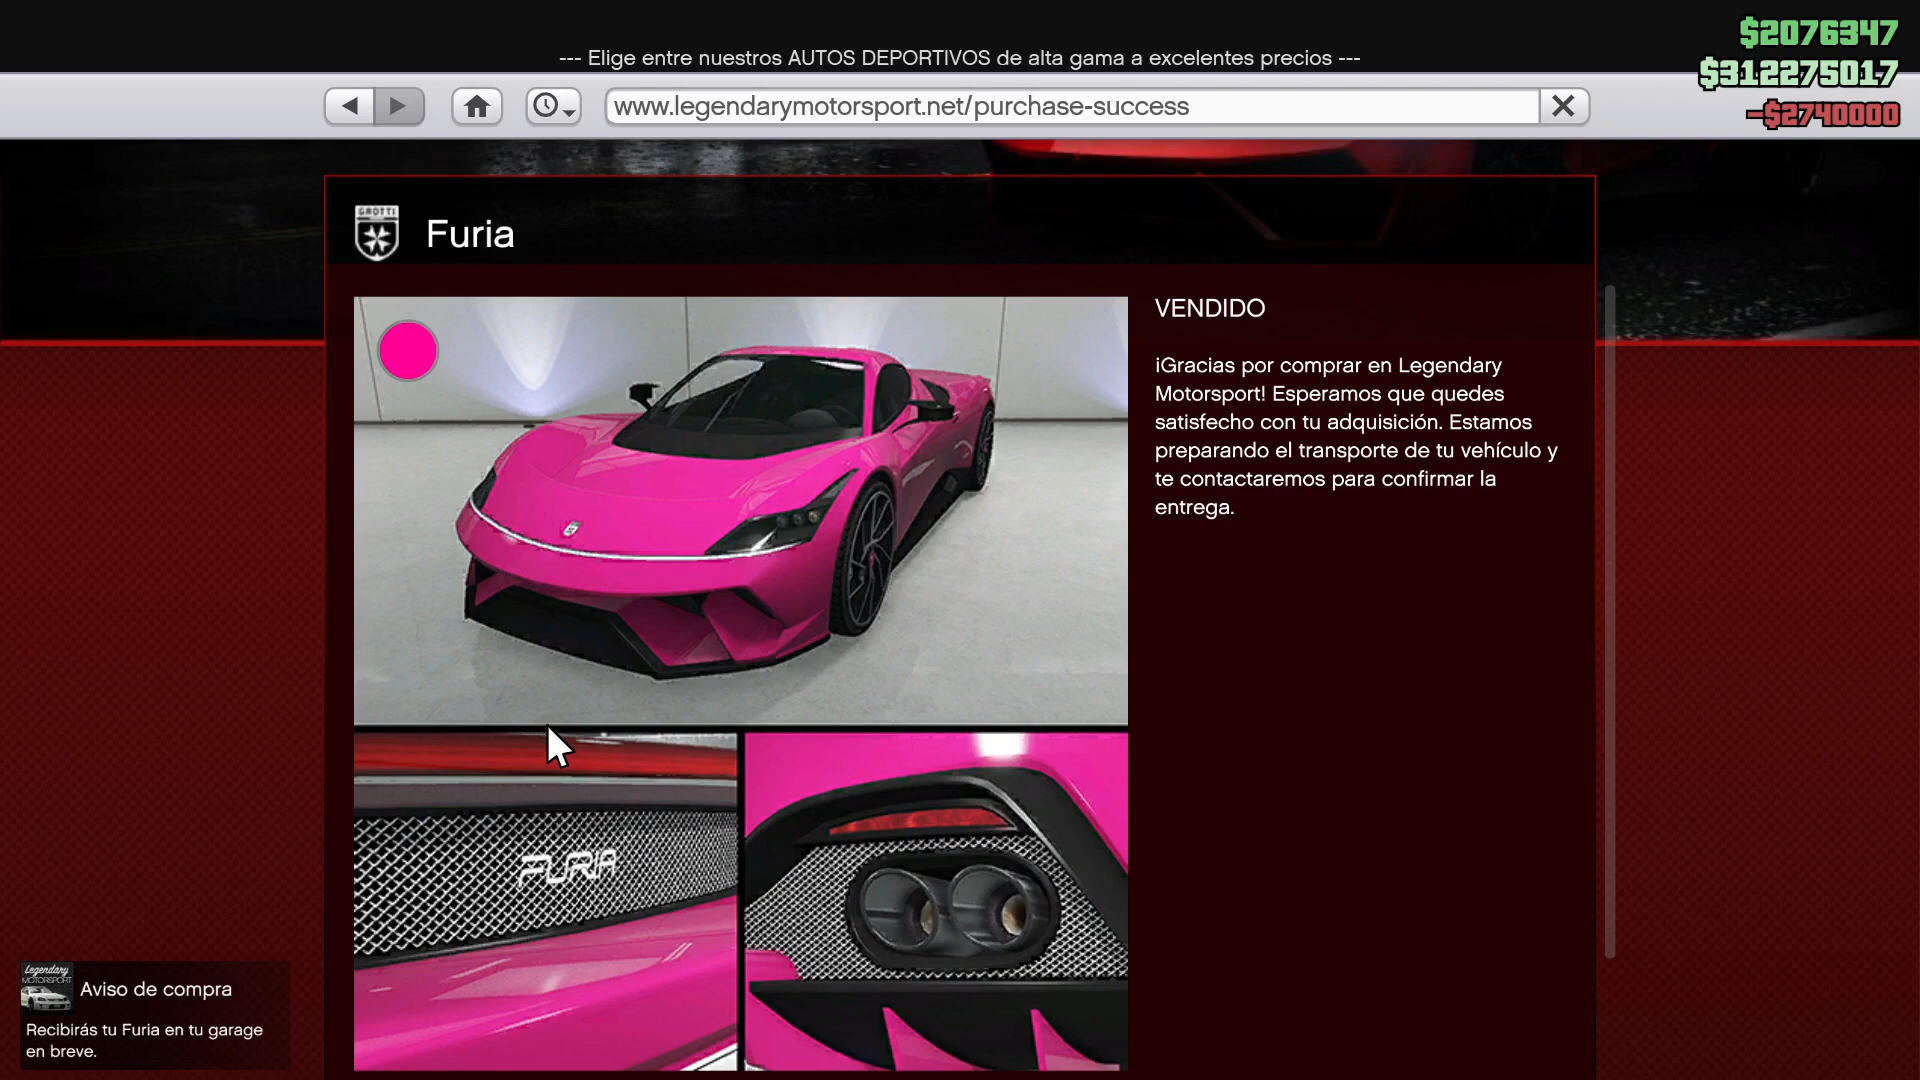 $2076347
--- Elige entre nuestros AUTOS DEPORTIVOS de alta gama a excelentes precios ---
$312275017
www.legendarymotorsport.net/purchase-success
-$2740000
GROTTI
Furia
VENDIDO
¡Gracias por comprar en Legendary
Motorsport! Esperamos que quedes
satisfecho con tu adquisición. Estamos
preparando el transporte de tu vehículo y
te contactaremos para confirmar la
entrega.
FURIA
Legendary
MOTORSPORT
Aviso de compra
Recibirás tu Furia en tu garage
en breve.